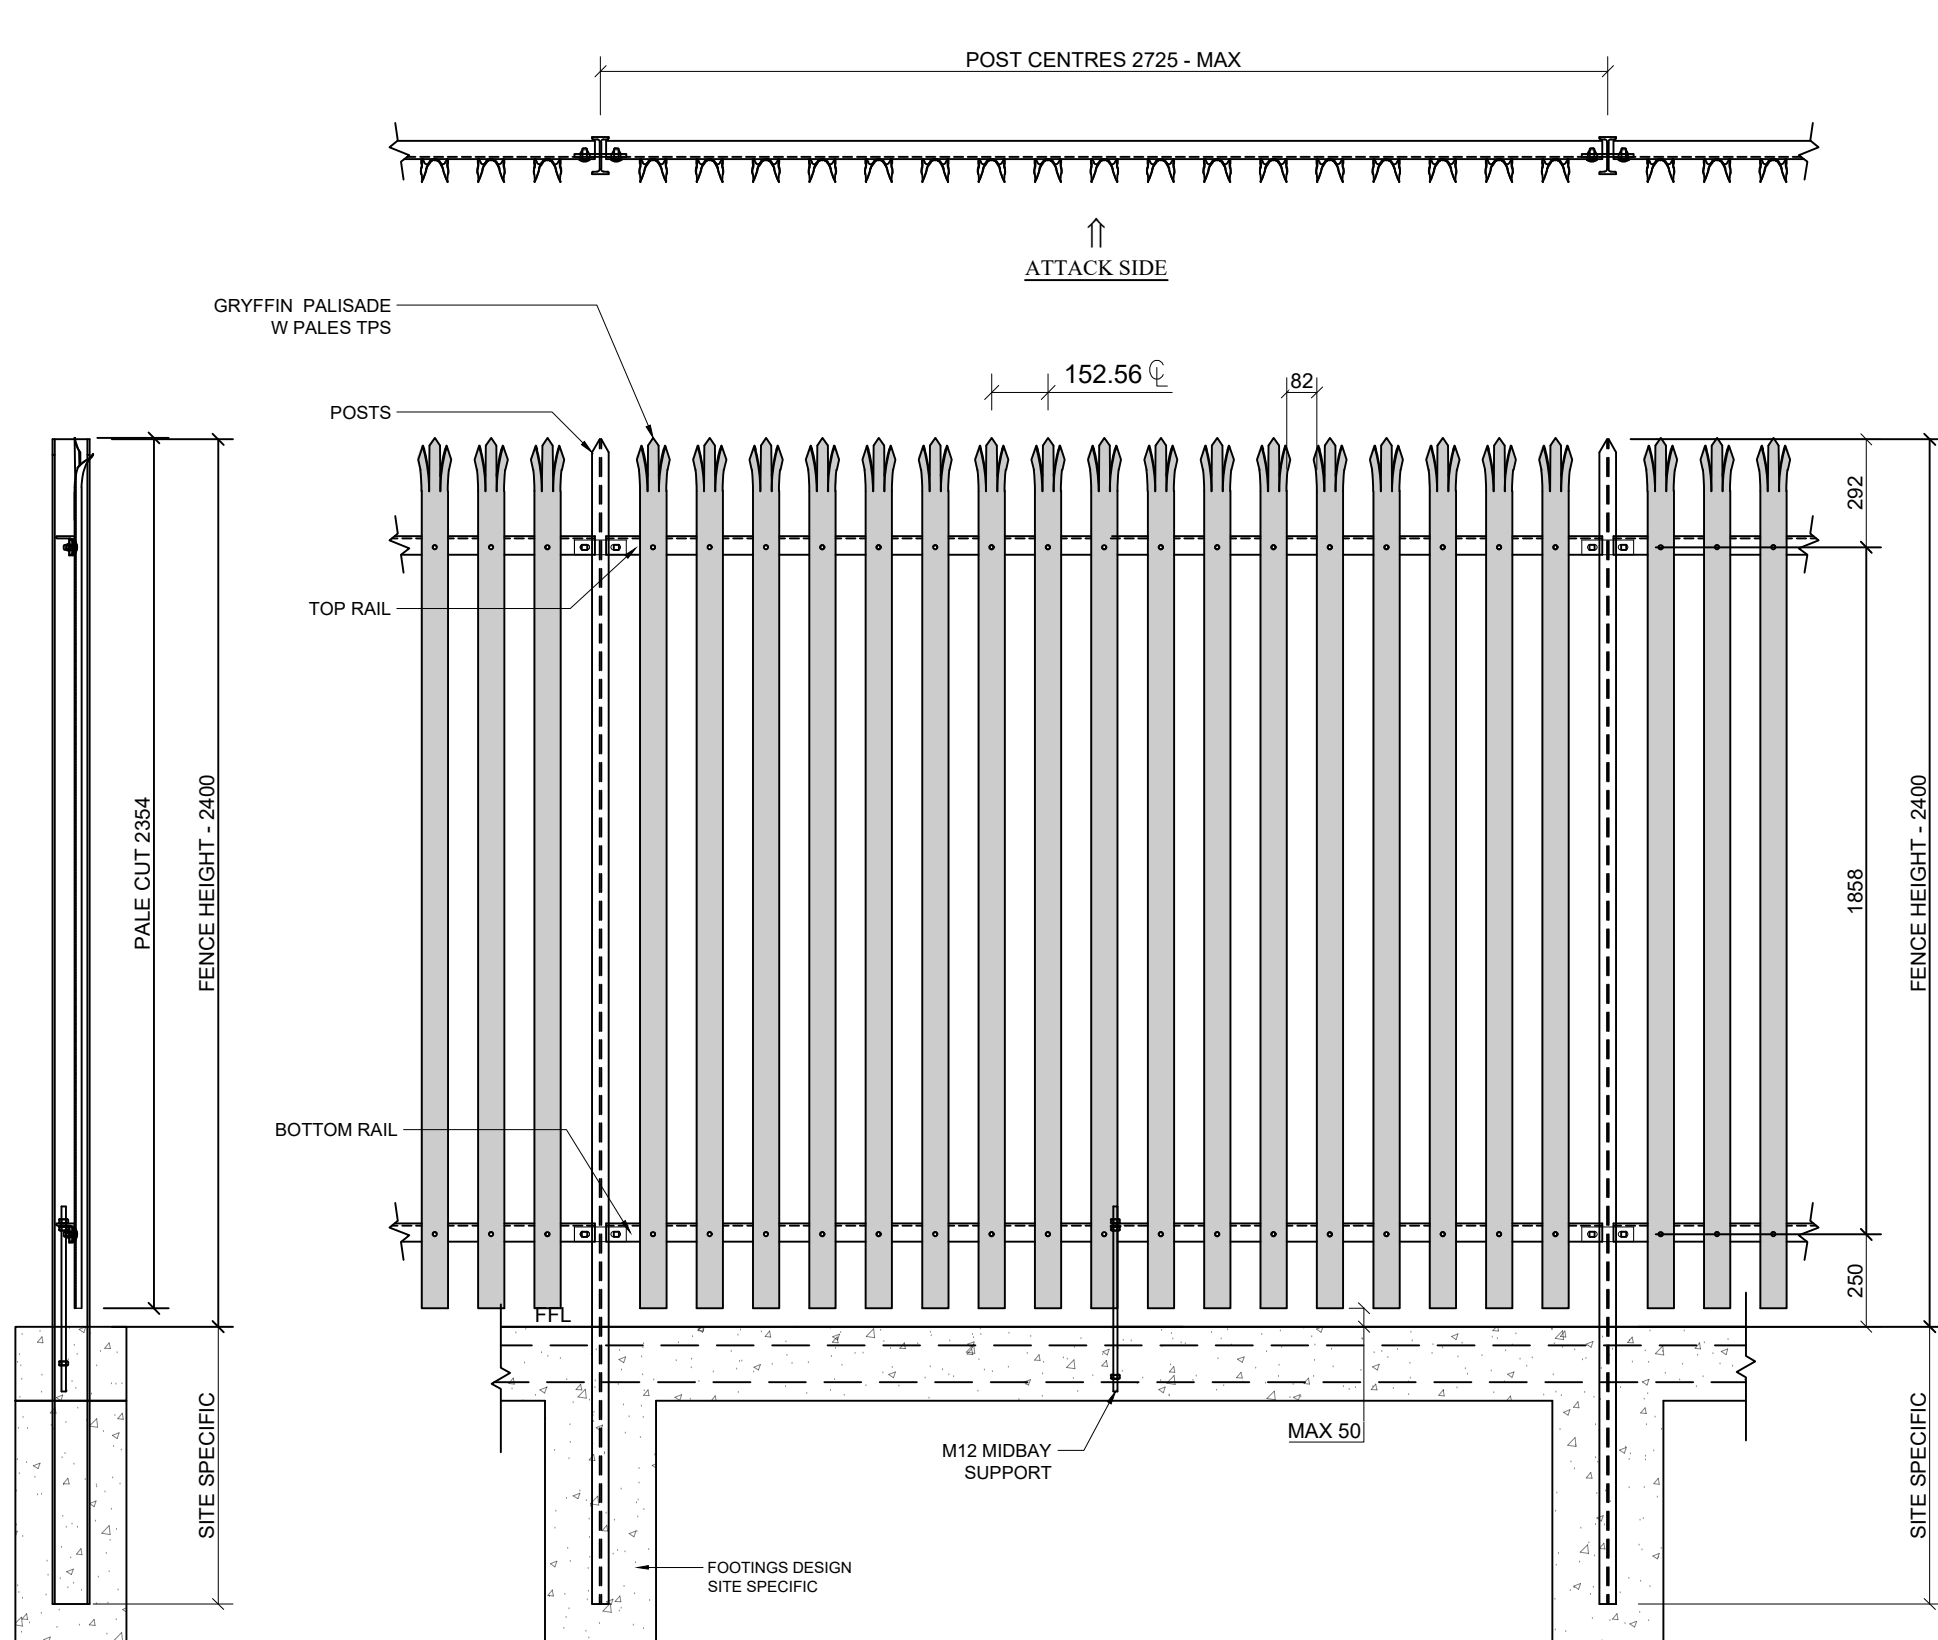 POST CENTRES 2725 - MAX
ATTACK SIDE
GRYFFIN PALISADE
W PALES TPS
152.56 ℄
82
POSTS
292
TOP RAIL
PALE CUT 2354
FENCE HEIGHT - 2400
1858
FENCE HEIGHT - 2400
BOTTOM RAIL
250
FFL
SITE SPECIFIC
MAX 50
M12 MIDBAY
SUPPORT
SITE SPECIFIC
FOOTINGS DESIGN
SITE SPECIFIC